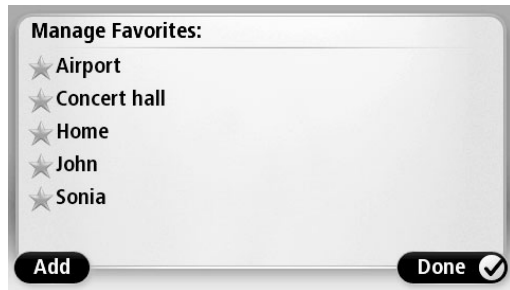 Manage Favorites:
Airport
Concert hall
Home
John
Sonia
Add
Done